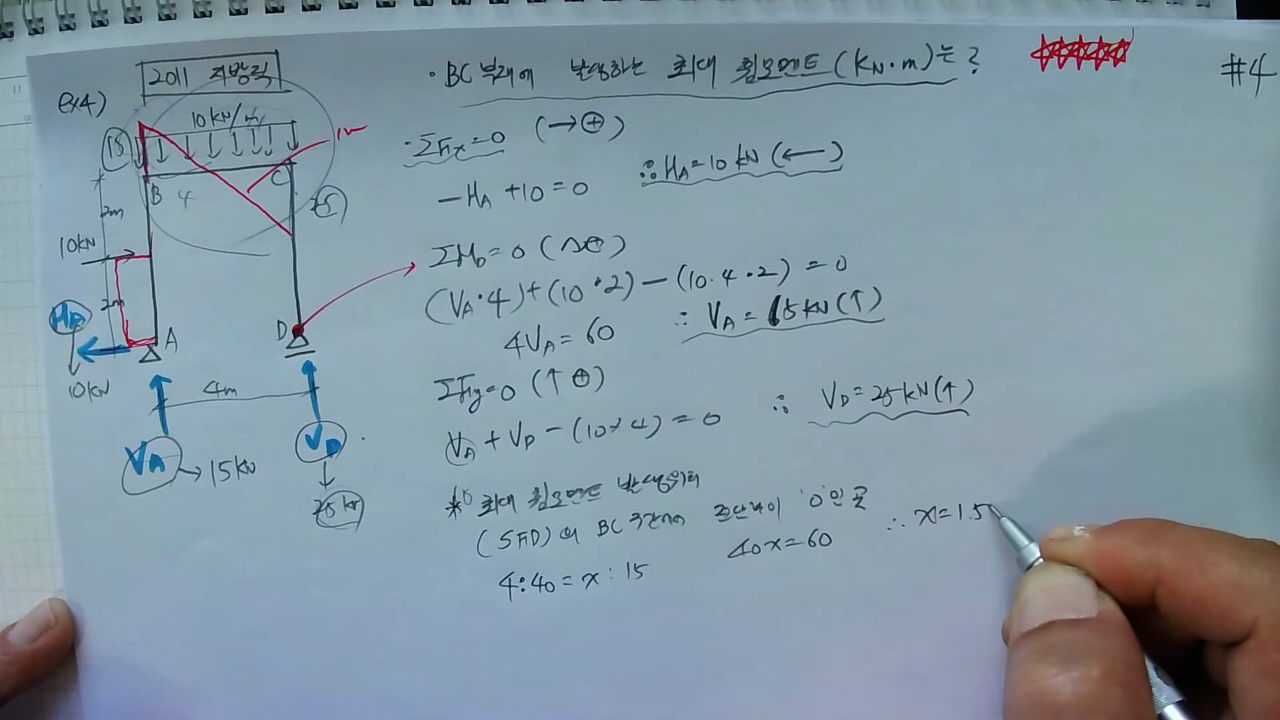 2011 지방직
ex4)
• BC 부재에 발생하는 최대 휨모멘트 (kN·m)는?
#4
10kN/m
15
B 4 C
25
2m
10kN
2m
HA
A
D
10kN
4m
VA → 15kN
VD
25kN
• ΣFx=0 (→⊕)
−HA +10=0 ∴ HA=10kN (←)
ΣMD=0 (⊕)
(VA·4)+(10·2)−(10·4·2)=0
4VA=60 ∴ VA=15kN(↑)
ΣFy=0 (↑⊕)
VA + VD −(10×4)=0 ∴ VD=25kN(↑)
* 최대 휨모멘트 발생위치
(SFD)의 BC 구간에서 전단력이 '0'인 곳
4:40=x:15 40x=60 ∴ x=1.5